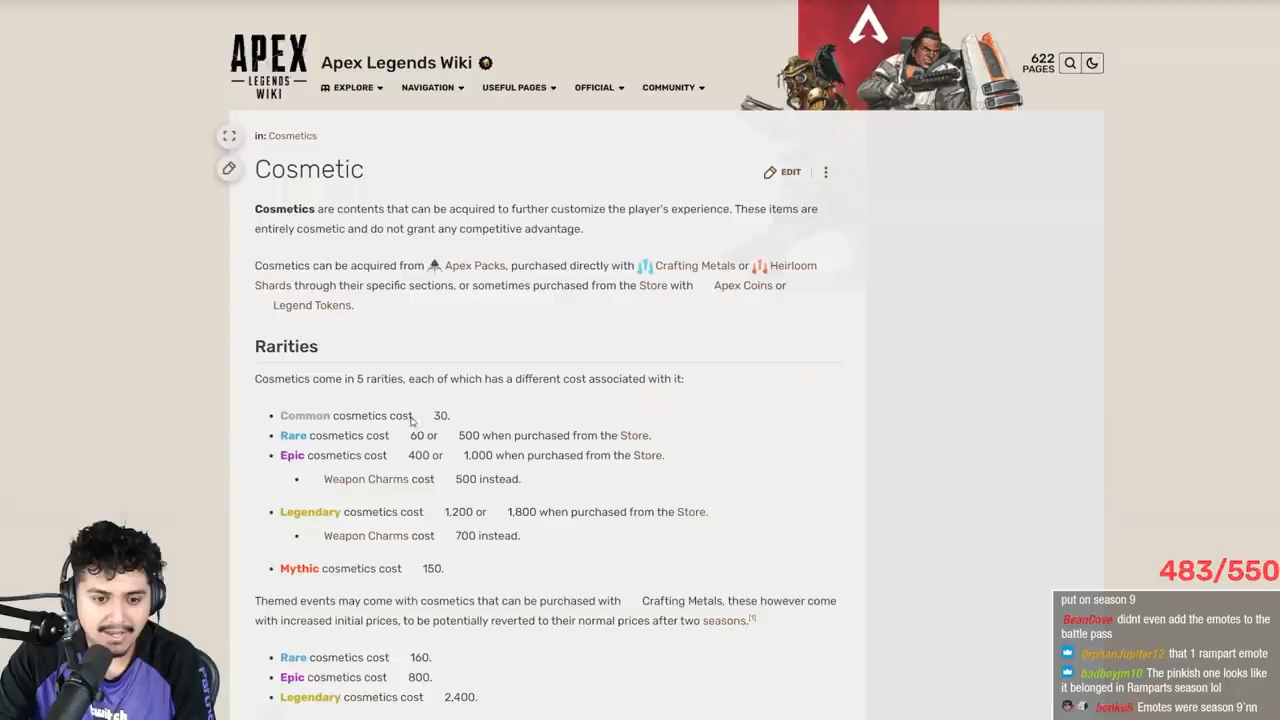 APEX
LEGENDS
WIKI
Apex Legends Wiki
622
PAGES
EXPLORE
NAVIGATION
USEFUL PAGES
OFFICIAL
COMMUNITY
in: Cosmetics
Cosmetic
EDIT
Cosmetics are contents that can be acquired to further customize the player's experience. These items are
entirely cosmetic and do not grant any competitive advantage.
Cosmetics can be acquired from Apex Packs, purchased directly with Crafting Metals or Heirloom
Shards through their specific sections, or sometimes purchased from the Store with Apex Coins or
Legend Tokens.
Rarities
Cosmetics come in 5 rarities, each of which has a different cost associated with it:
• Common cosmetics cost 30.
• Rare cosmetics cost 60 or 500 when purchased from the Store.
• Epic cosmetics cost 400 or 1,000 when purchased from the Store.
• Weapon Charms cost 500 instead.
• Legendary cosmetics cost 1,200 or 1,800 when purchased from the Store.
• Weapon Charms cost 700 instead.
• Mythic cosmetics cost 150.
Themed events may come with cosmetics that can be purchased with Crafting Metals, these however come
with increased initial prices, to be potentially reverted to their normal prices after two seasons.[1]
• Rare cosmetics cost 160.
• Epic cosmetics cost 800.
• Legendary cosmetics cost 2,400.
483/550
put on season 9
BeauCove didnt even add the emotes to the
battle pass
OrphanJupiter12 that 1 rampart emote
badboyjm10 The pinkish one looks like
it belonged in Ramparts season lol
Emotes were season 9'nn
twitch